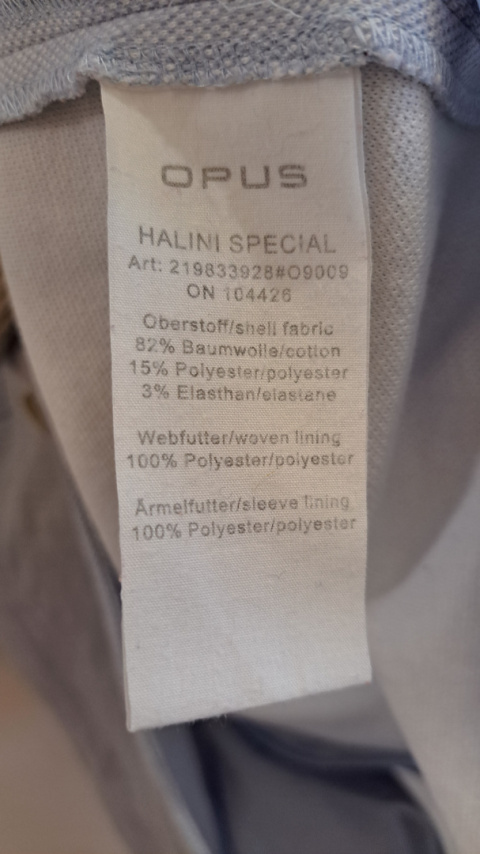 OPUS
HALINI SPECIAL
Art: 219833928#O9009
ON 104426
Oberstoff/shell fabric
82% Baumwolle/cotton
15% Polyester/polyester
3% Elasthan/elastane
Webfutter/woven lining
100% Polyester/polyester
Ärmelfutter/sleeve lining
100% Polyester/polyester